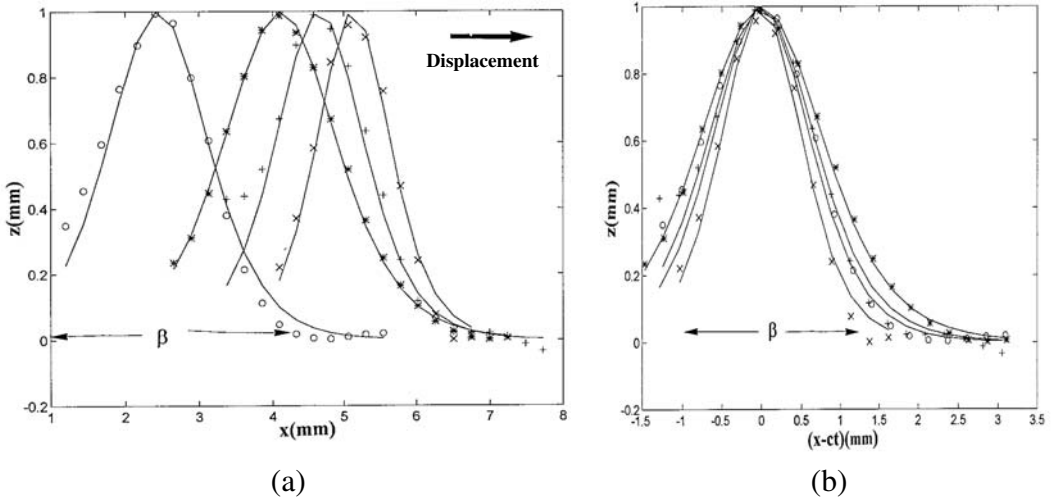 1
0.8
0.6
0.4
0.2
0
-0.2
z(mm)
Displacement
β
1 2 3 4 5 6 7 8
x(mm)
(a)
1
0.8
0.6
0.4
0.2
0
-0.2
z(mm)
β
-1.5 -1 -0.5 0 0.5 1 1.5 2 2.5 3 3.5
(x-ct)(mm)
(b)